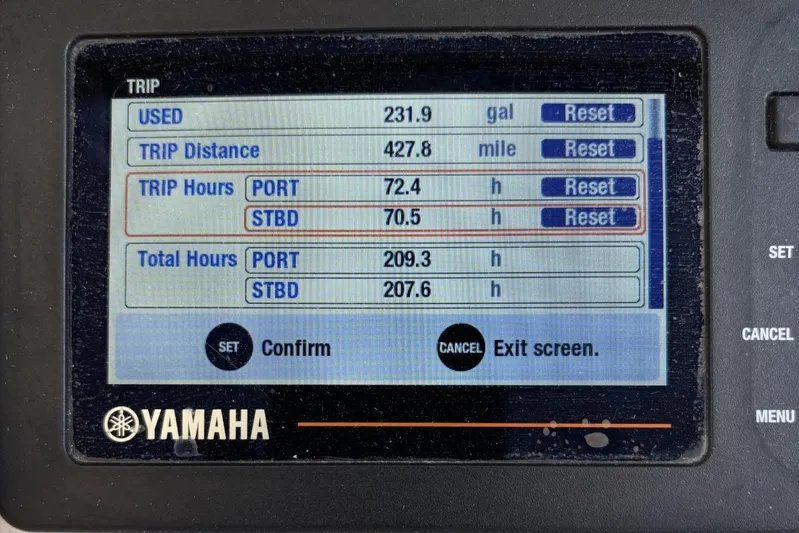 TRIP
USED 231.9 gal Reset
TRIP Distance 427.8 mile Reset
TRIP Hours PORT 72.4 h Reset
STBD 70.5 h Reset
Total Hours PORT 209.3 h
STBD 207.6 h
SET Confirm CANCEL Exit screen.
YAMAHA
SET
CANCEL
MENU